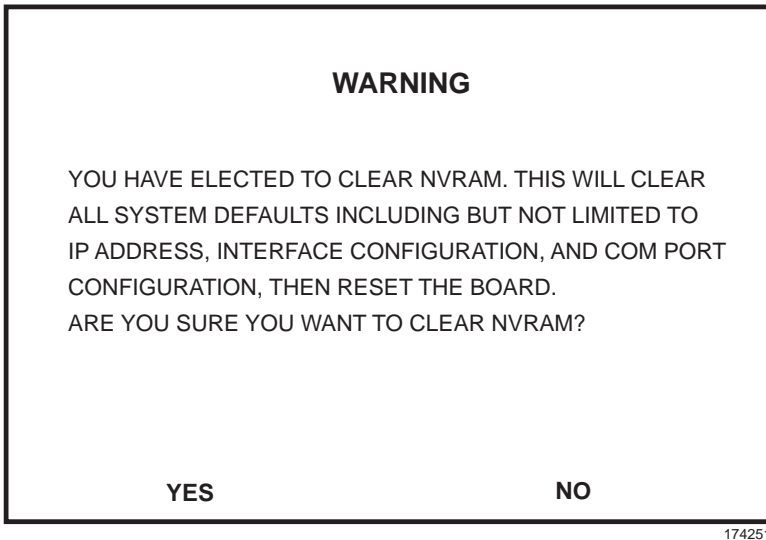 WARNING
YOU HAVE ELECTED TO CLEAR NVRAM. THIS WILL CLEAR
ALL SYSTEM DEFAULTS INCLUDING BUT NOT LIMITED TO
IP ADDRESS, INTERFACE CONFIGURATION, AND COM PORT
CONFIGURATION, THEN RESET THE BOARD.
ARE YOU SURE YOU WANT TO CLEAR NVRAM?
YES NO
174251